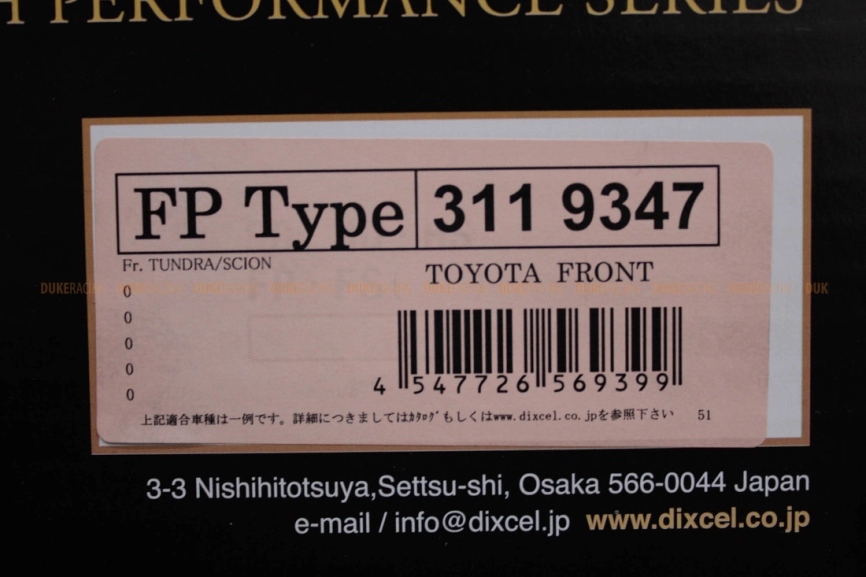 H PERFORMANCE SERIES
FP Type 311 9347
Fr. TUNDRA/SCION
TOYOTA FRONT
0
0
0
0
0
4 547726 569399
上記適合車種は一例です。詳細につきましてはｶﾀﾛｸﾞもしくはwww.dixcel.co.jpを参照下さい 51
3-3 Nishihitotsuya,Settsu-shi, Osaka 566-0044 Japan
e-mail / info@dixcel.jp www.dixcel.co.jp